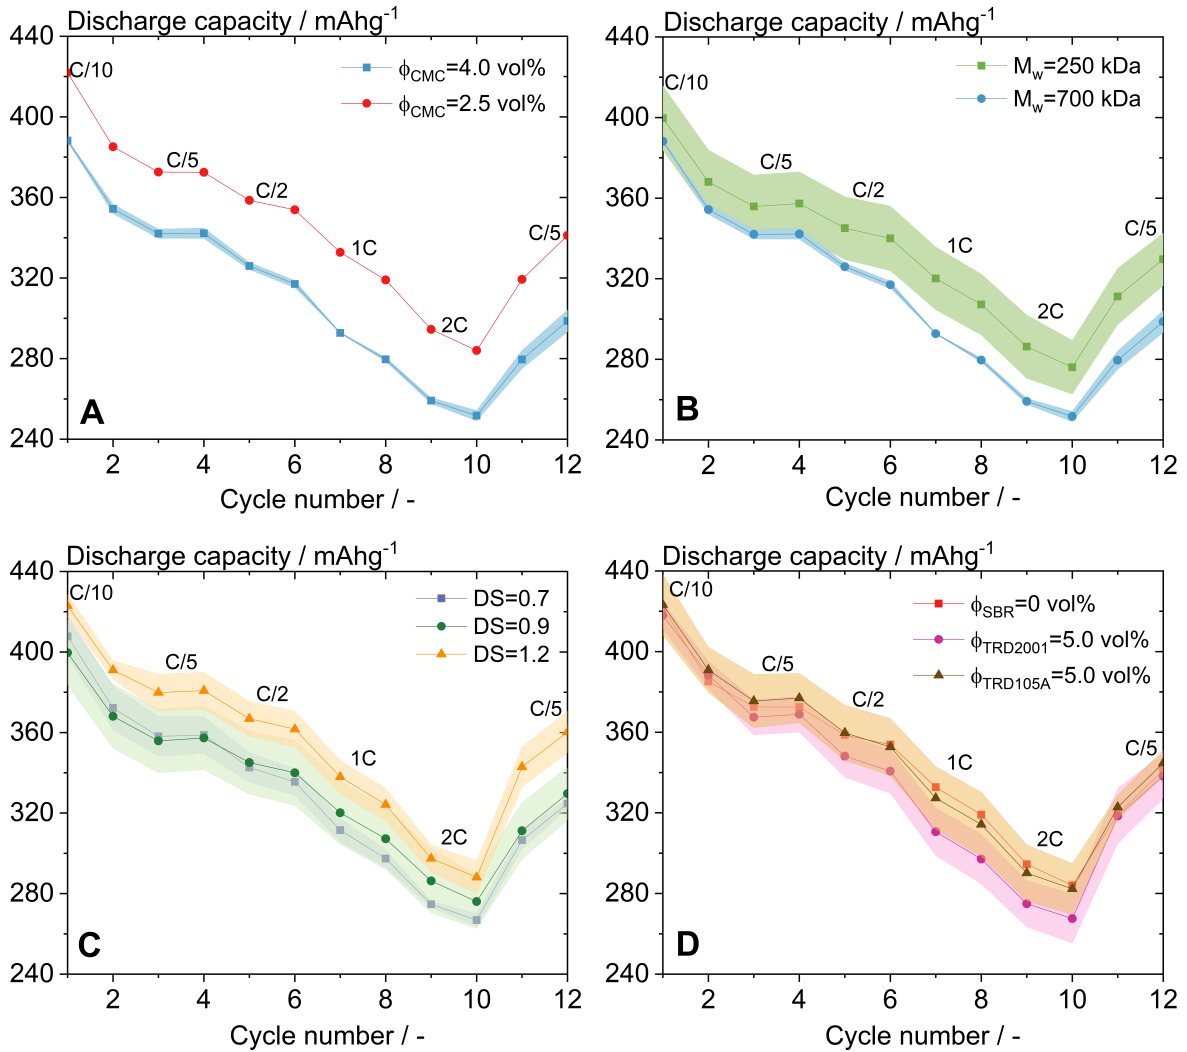 Discharge capacity / mAhg⁻¹
440
400
360
320
280
240
C/10
ϕCMC=4.0 vol%
ϕCMC=2.5 vol%
C/5
C/2
1C
2C
C/5
A
2 4 6 8 10 12
Cycle number / -
Discharge capacity / mAhg⁻¹
440
400
360
320
280
240
C/10
Mw=250 kDa
Mw=700 kDa
C/5
C/2
1C
2C
C/5
B
2 4 6 8 10 12
Cycle number / -
Discharge capacity / mAhg⁻¹
440
400
360
320
280
240
C/10
DS=0.7
DS=0.9
DS=1.2
C/5
C/2
1C
2C
C/5
C
2 4 6 8 10 12
Cycle number / -
Discharge capacity / mAhg⁻¹
440
400
360
320
280
240
C/10
ϕSBR=0 vol%
ϕTRD2001=5.0 vol%
ϕTRD105A=5.0 vol%
C/5
C/2
1C
2C
C/5
D
2 4 6 8 10 12
Cycle number / -